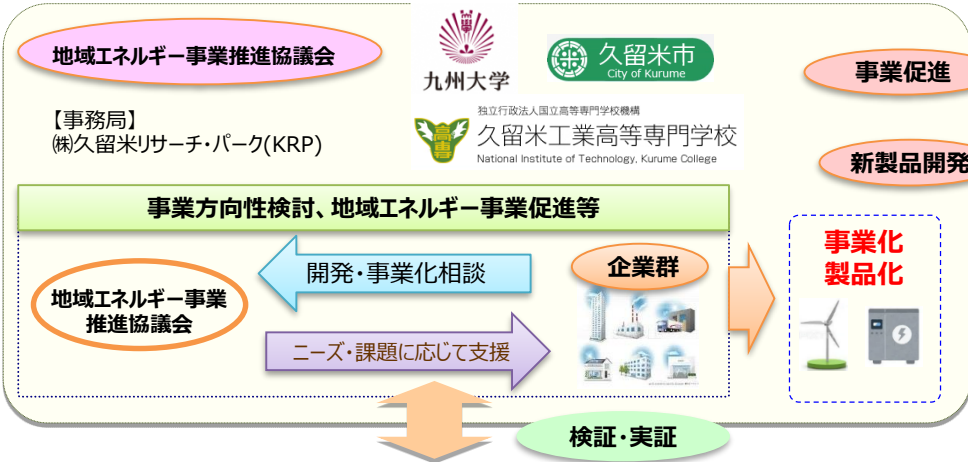 地域エネルギー事業推進協議会
九州大学
久留米市
City of Kurume
事業促進
【事務局】
㈱久留米リサーチ・パーク(KRP)
独立行政法人国立高等専門学校機構
久留米工業高等専門学校
National Institute of Technology, Kurume College
高専
新製品開発
事業方向性検討、地域エネルギー事業促進等
開発・事業化相談
企業群
事業化
製品化
地域エネルギー事業
推進協議会
ニーズ・課題に応じて支援
検証・実証